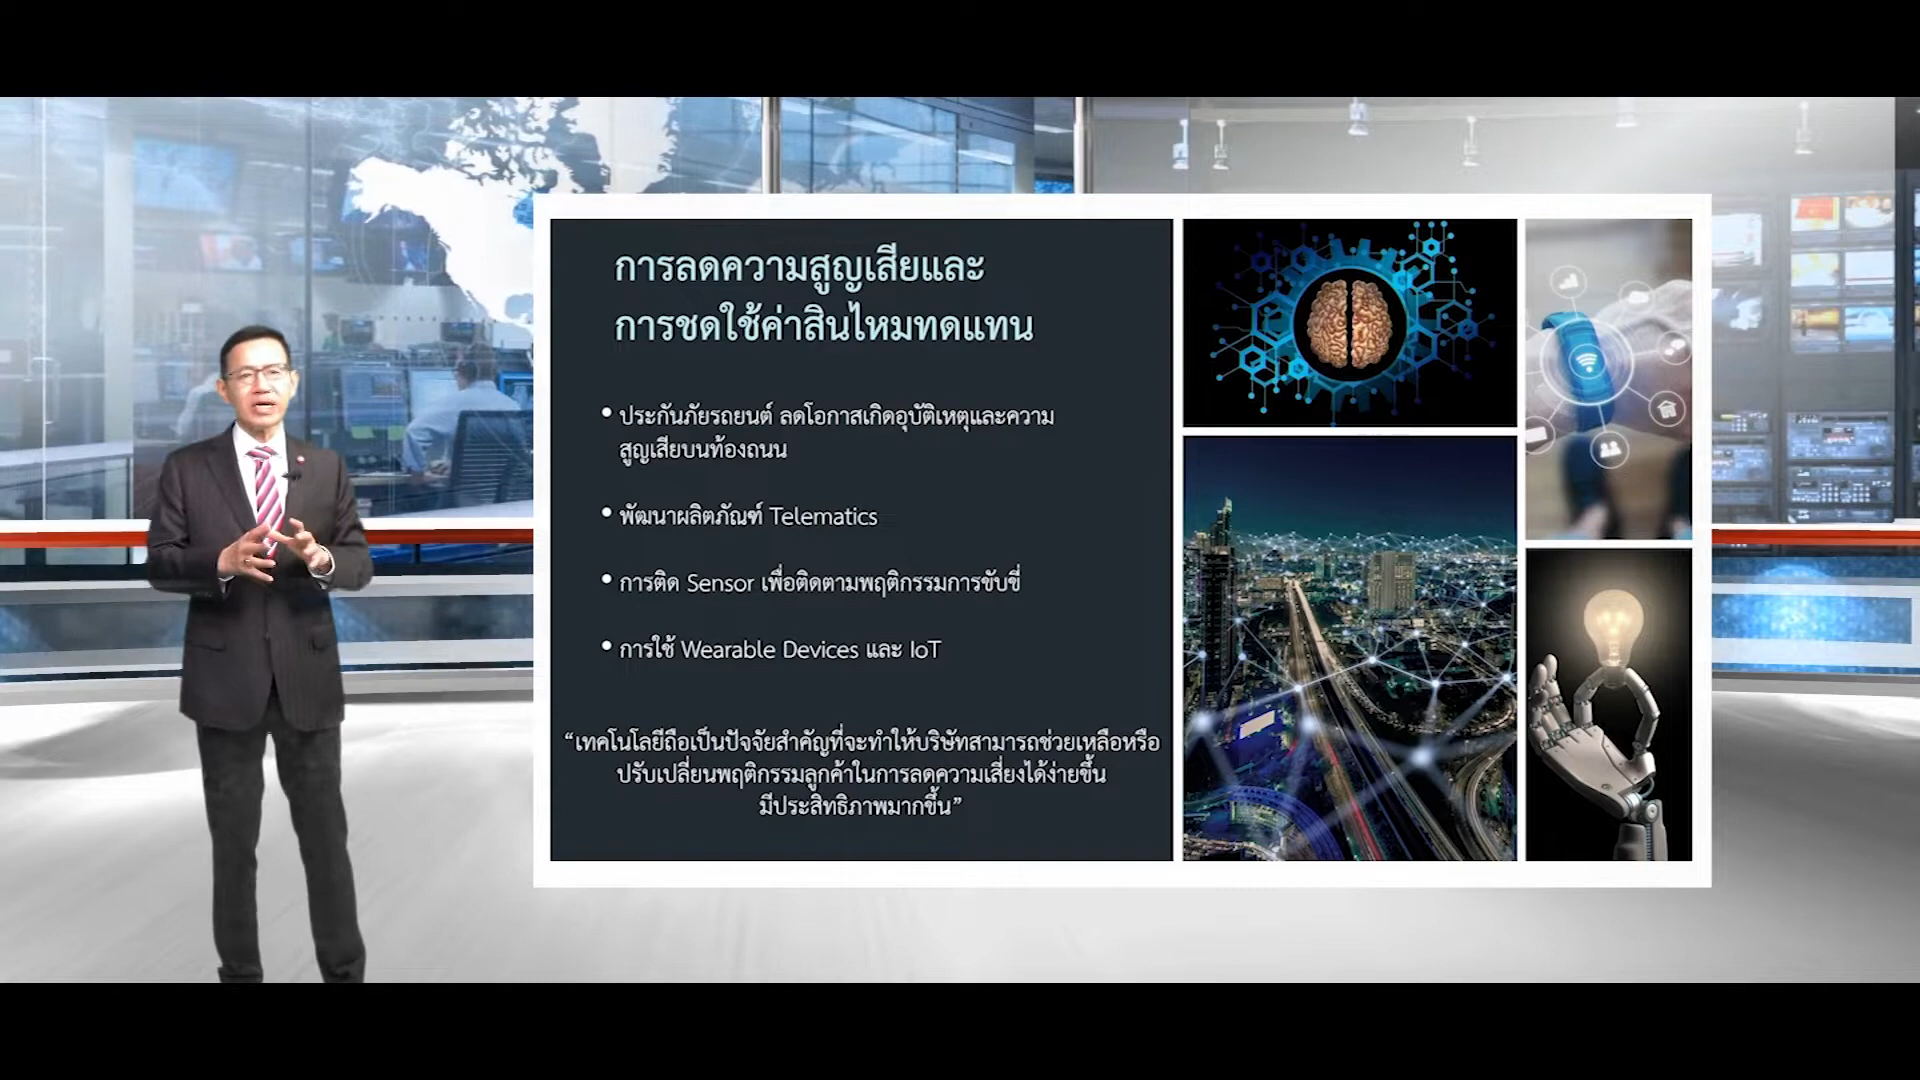 การลดความสูญเสียและ
การชดใช้ค่าสินไหมทดแทน
• ประกันภัยรถยนต์ ลดโอกาสเกิดอุบัติเหตุและความ
สูญเสียบนท้องถนน
• พัฒนาผลิตภัณฑ์ Telematics
• การติด Sensor เพื่อติดตามพฤติกรรมการขับขี่
• การใช้ Wearable Devices และ IoT
“เทคโนโลยีถือเป็นปัจจัยสำคัญที่จะทำให้บริษัทสามารถช่วยเหลือหรือ
ปรับเปลี่ยนพฤติกรรมลูกค้าในการลดความเสี่ยงได้ง่ายขึ้น
มีประสิทธิภาพมากขึ้น”